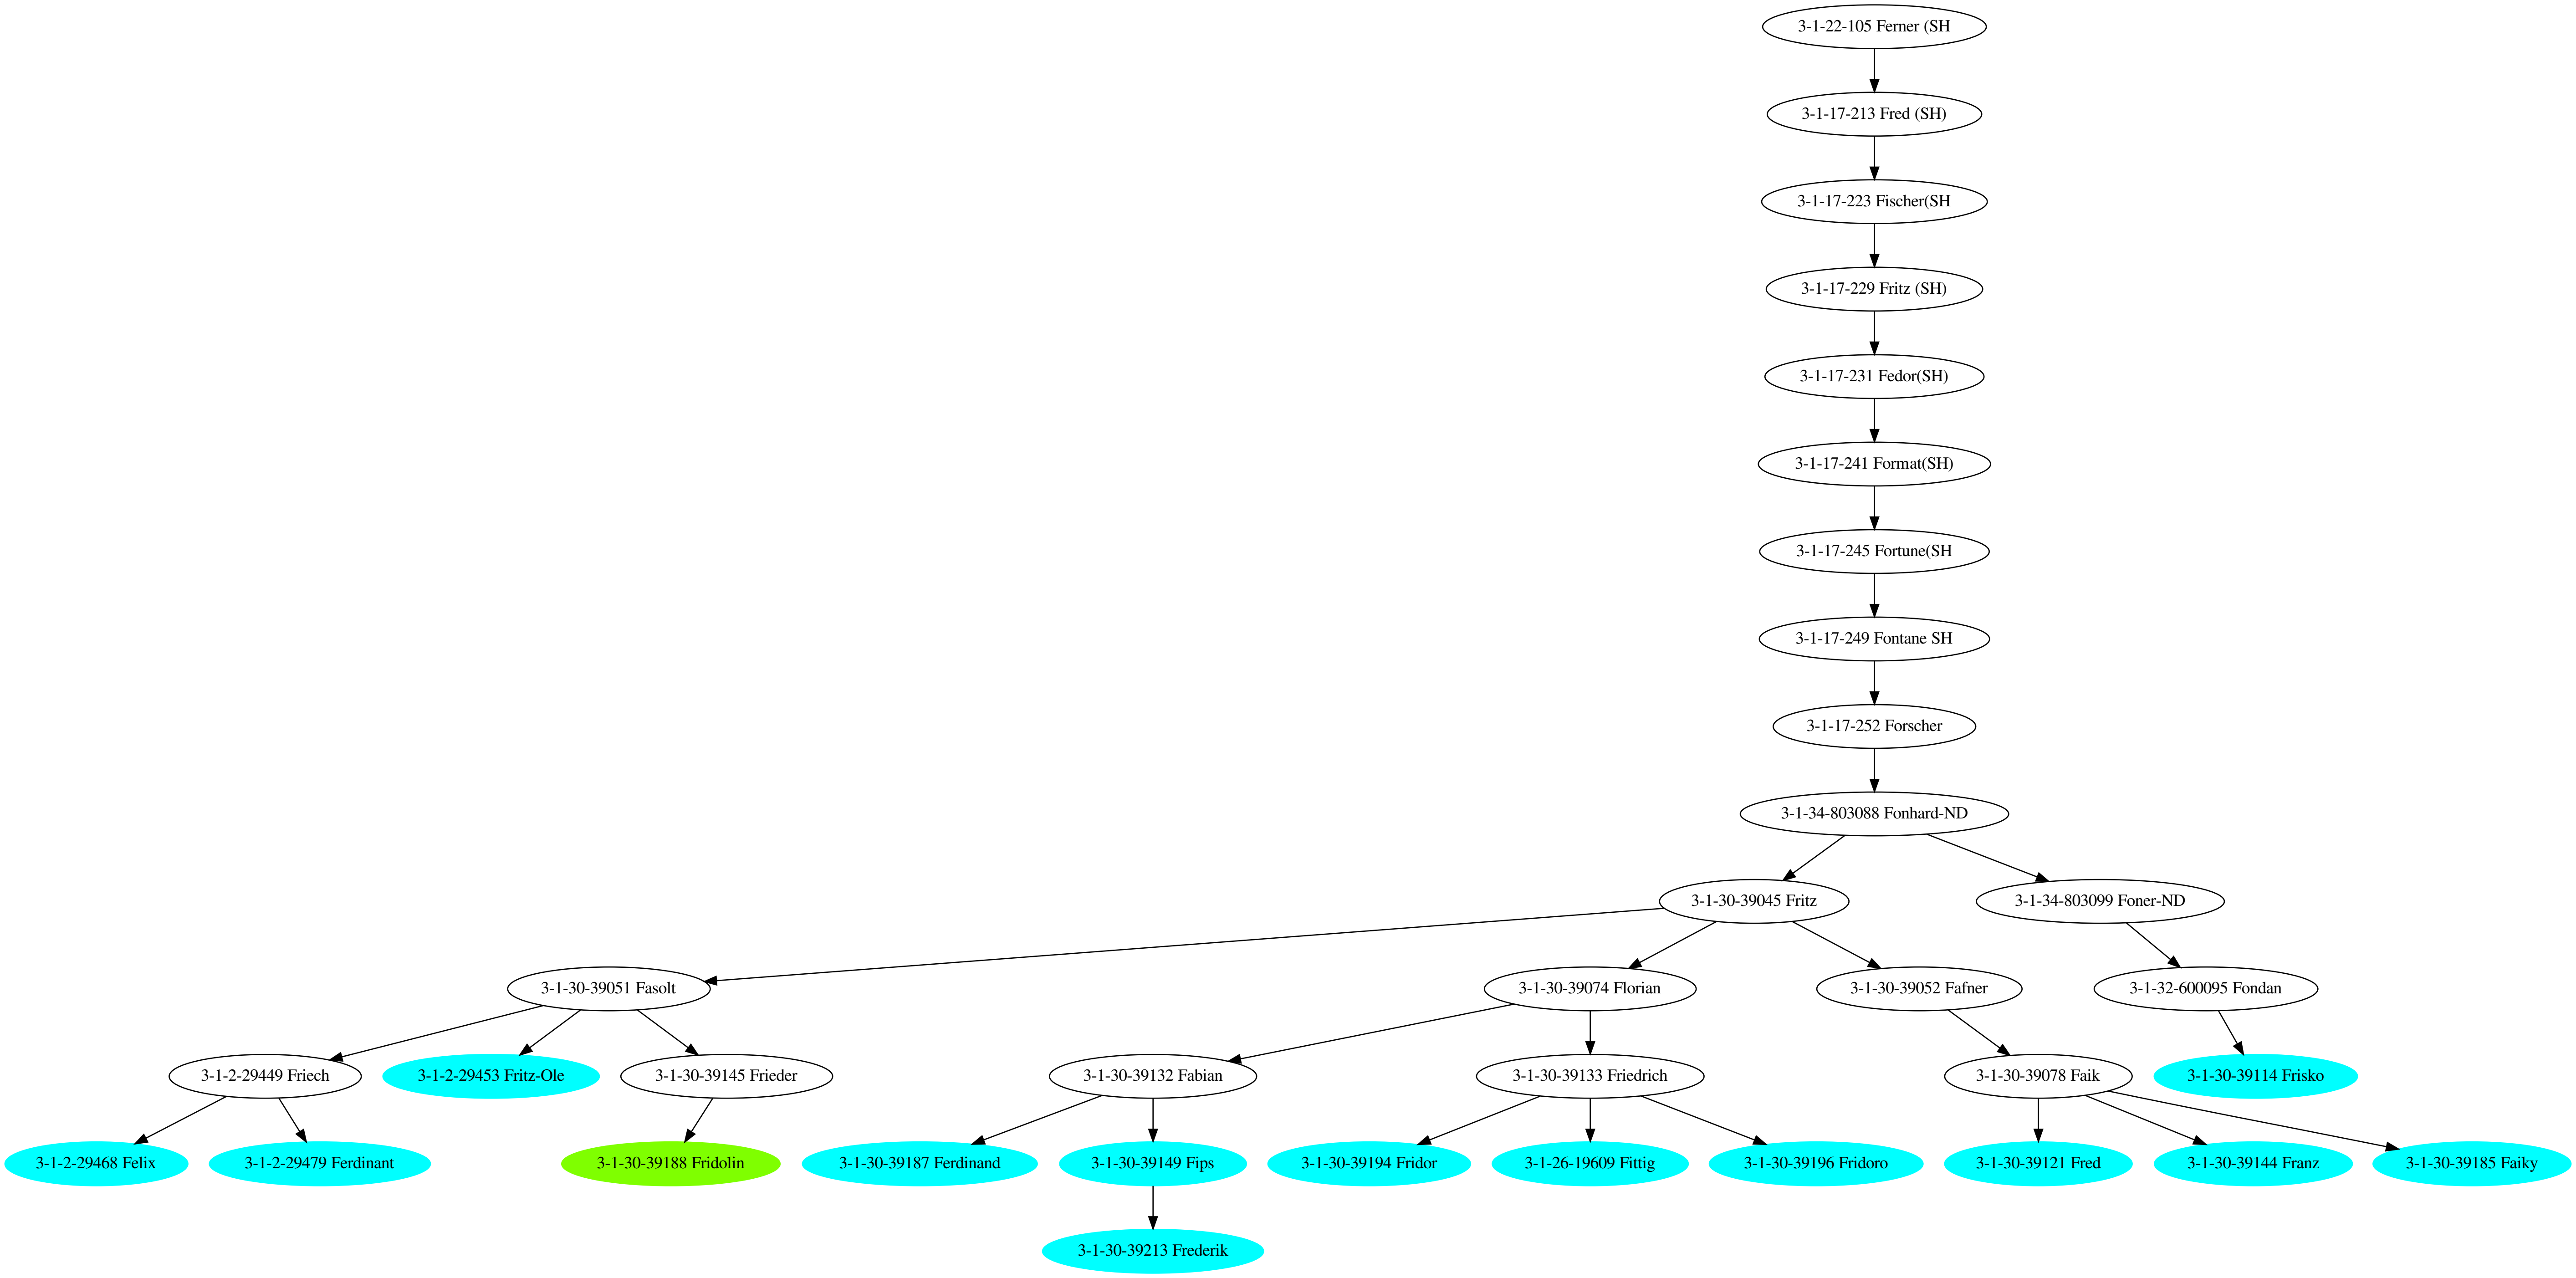 3-1-22-105 Ferner (SH
3-1-17-213 Fred (SH)
3-1-17-223 Fischer(SH
3-1-17-229 Fritz (SH)
3-1-17-231 Fedor(SH)
3-1-17-241 Format(SH)
3-1-17-245 Fortune(SH
3-1-17-249 Fontane SH
3-1-17-252 Forscher
3-1-34-803088 Fonhard-ND
3-1-30-39045 Fritz
3-1-34-803099 Foner-ND
3-1-30-39051 Fasolt
3-1-30-39074 Florian
3-1-30-39052 Fafner
3-1-32-600095 Fondan
3-1-2-29449 Friech
3-1-2-29453 Fritz-Ole
3-1-30-39145 Frieder
3-1-30-39132 Fabian
3-1-30-39133 Friedrich
3-1-30-39078 Faik
3-1-30-39114 Frisko
3-1-2-29468 Felix
3-1-2-29479 Ferdinant
3-1-30-39188 Fridolin
3-1-30-39187 Ferdinand
3-1-30-39149 Fips
3-1-30-39194 Fridor
3-1-26-19609 Fittig
3-1-30-39196 Fridoro
3-1-30-39121 Fred
3-1-30-39144 Franz
3-1-30-39185 Faiky
3-1-30-39213 Frederik